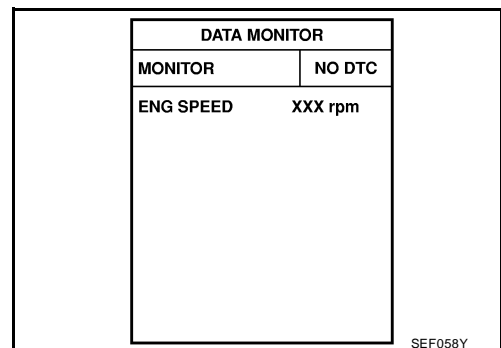 DATA MONITOR
MONITOR NO DTC
ENG SPEED XXX rpm
SEF058Y